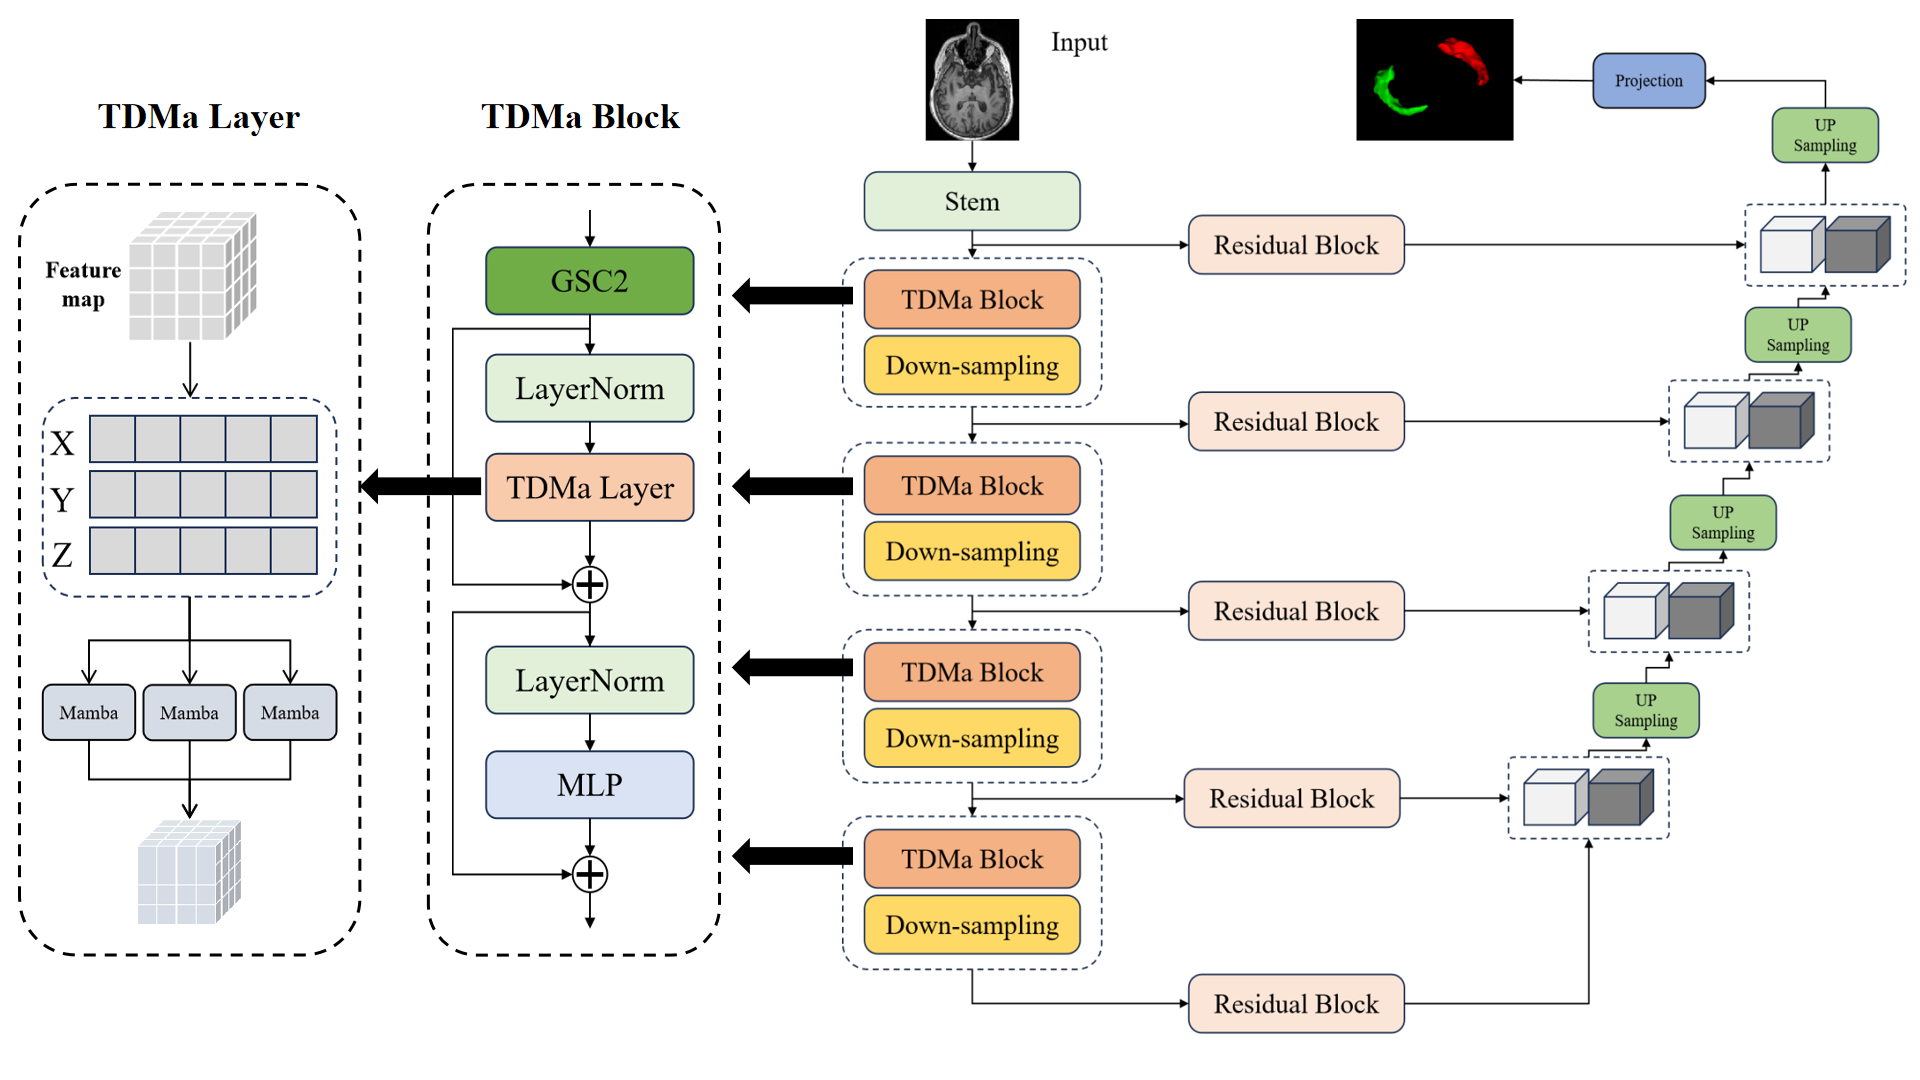 TDMa Layer
Feature
map
X
Y
Z
Mamba
Mamba
Mamba
TDMa Block
GSC2
LayerNorm
TDMa Layer
LayerNorm
MLP
Input
Stem
TDMa Block
Down-sampling
TDMa Block
Down-sampling
TDMa Block
Down-sampling
TDMa Block
Down-sampling
Residual Block
Residual Block
Residual Block
Residual Block
Residual Block
Projection
UP
Sampling
UP
Sampling
UP
Sampling
UP
Sampling